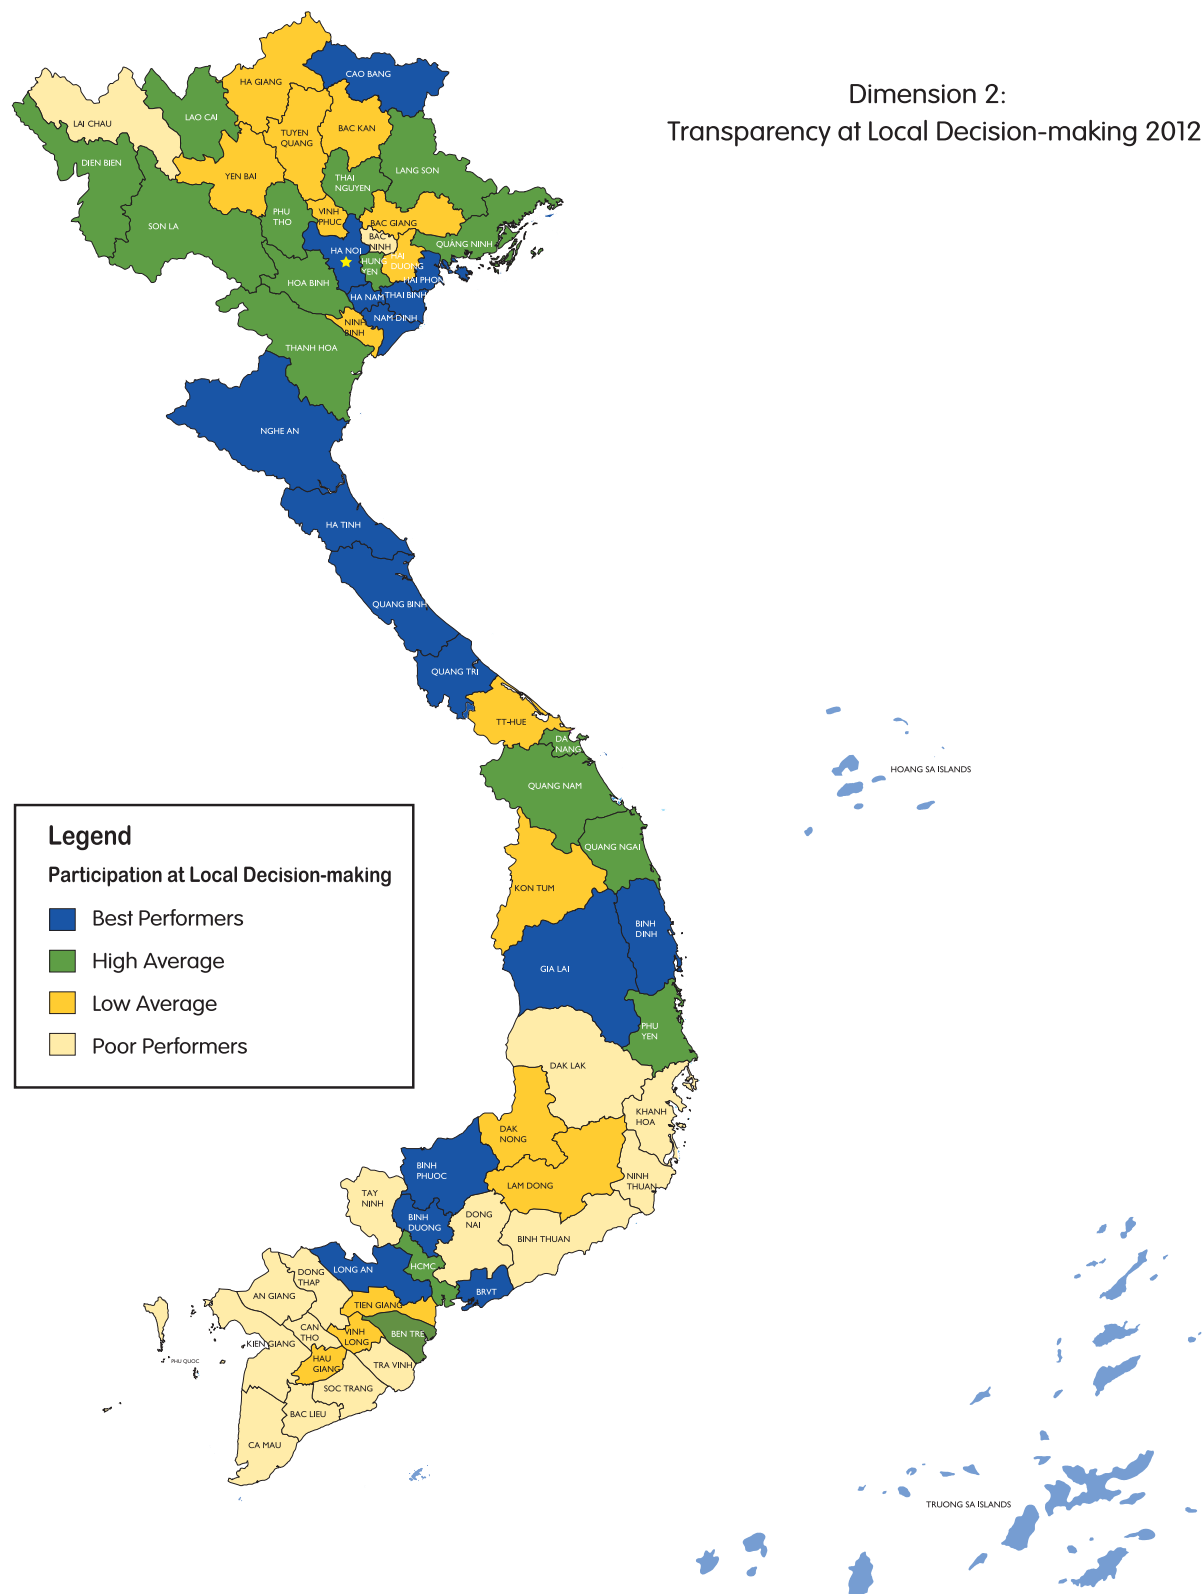 Dimension 2:
Transparency at Local Decision-making 2012
HA GIANG
CAO BANG
LAI CHAU
LAO CAI
TUYEN
QUANG
BAC KAN
DIEN BIEN
YEN BAI
THAI
NGUYEN
LANG SON
SON LA
PHU
THO
VINH
PHUC
BAC GIANG
BAC
NINH
QUANG NINH
HA NOI
HUNG
YEN
HAI
DUONG
HAI PHON
HOA BINH
HA NAM
THAI BINH
NINH
BINH
NAM DINH
THANH HOA
NGHE AN
HA TINH
QUANG BINH
QUANG TRI
TT-HUE
DA
NANG
QUANG NAM
HOANG SA ISLANDS
QUANG NGAI
KON TUM
BINH
DINH
GIA LAI
PHU
YEN
Legend
Participation at Local Decision-making
Best Performers
High Average
Low Average
Poor Performers
DAK LAK
KHANH
HOA
DAK
NONG
BINH
PHUOC
LAM DONG
NINH
THUAN
TAY
NINH
BINH
DUONG
DONG
NAI
BINH THUAN
HCMC
LONG AN
BRVT
DONG
THAP
AN GIANG
TIEN GIANG
CAN
THO
VINH
LONG
BEN TRE
KIEN GIANG
PHU QUOC
HAU
GIANG
TRA VINH
SOC TRANG
BAC LIEU
CA MAU
TRUONG SA ISLANDS